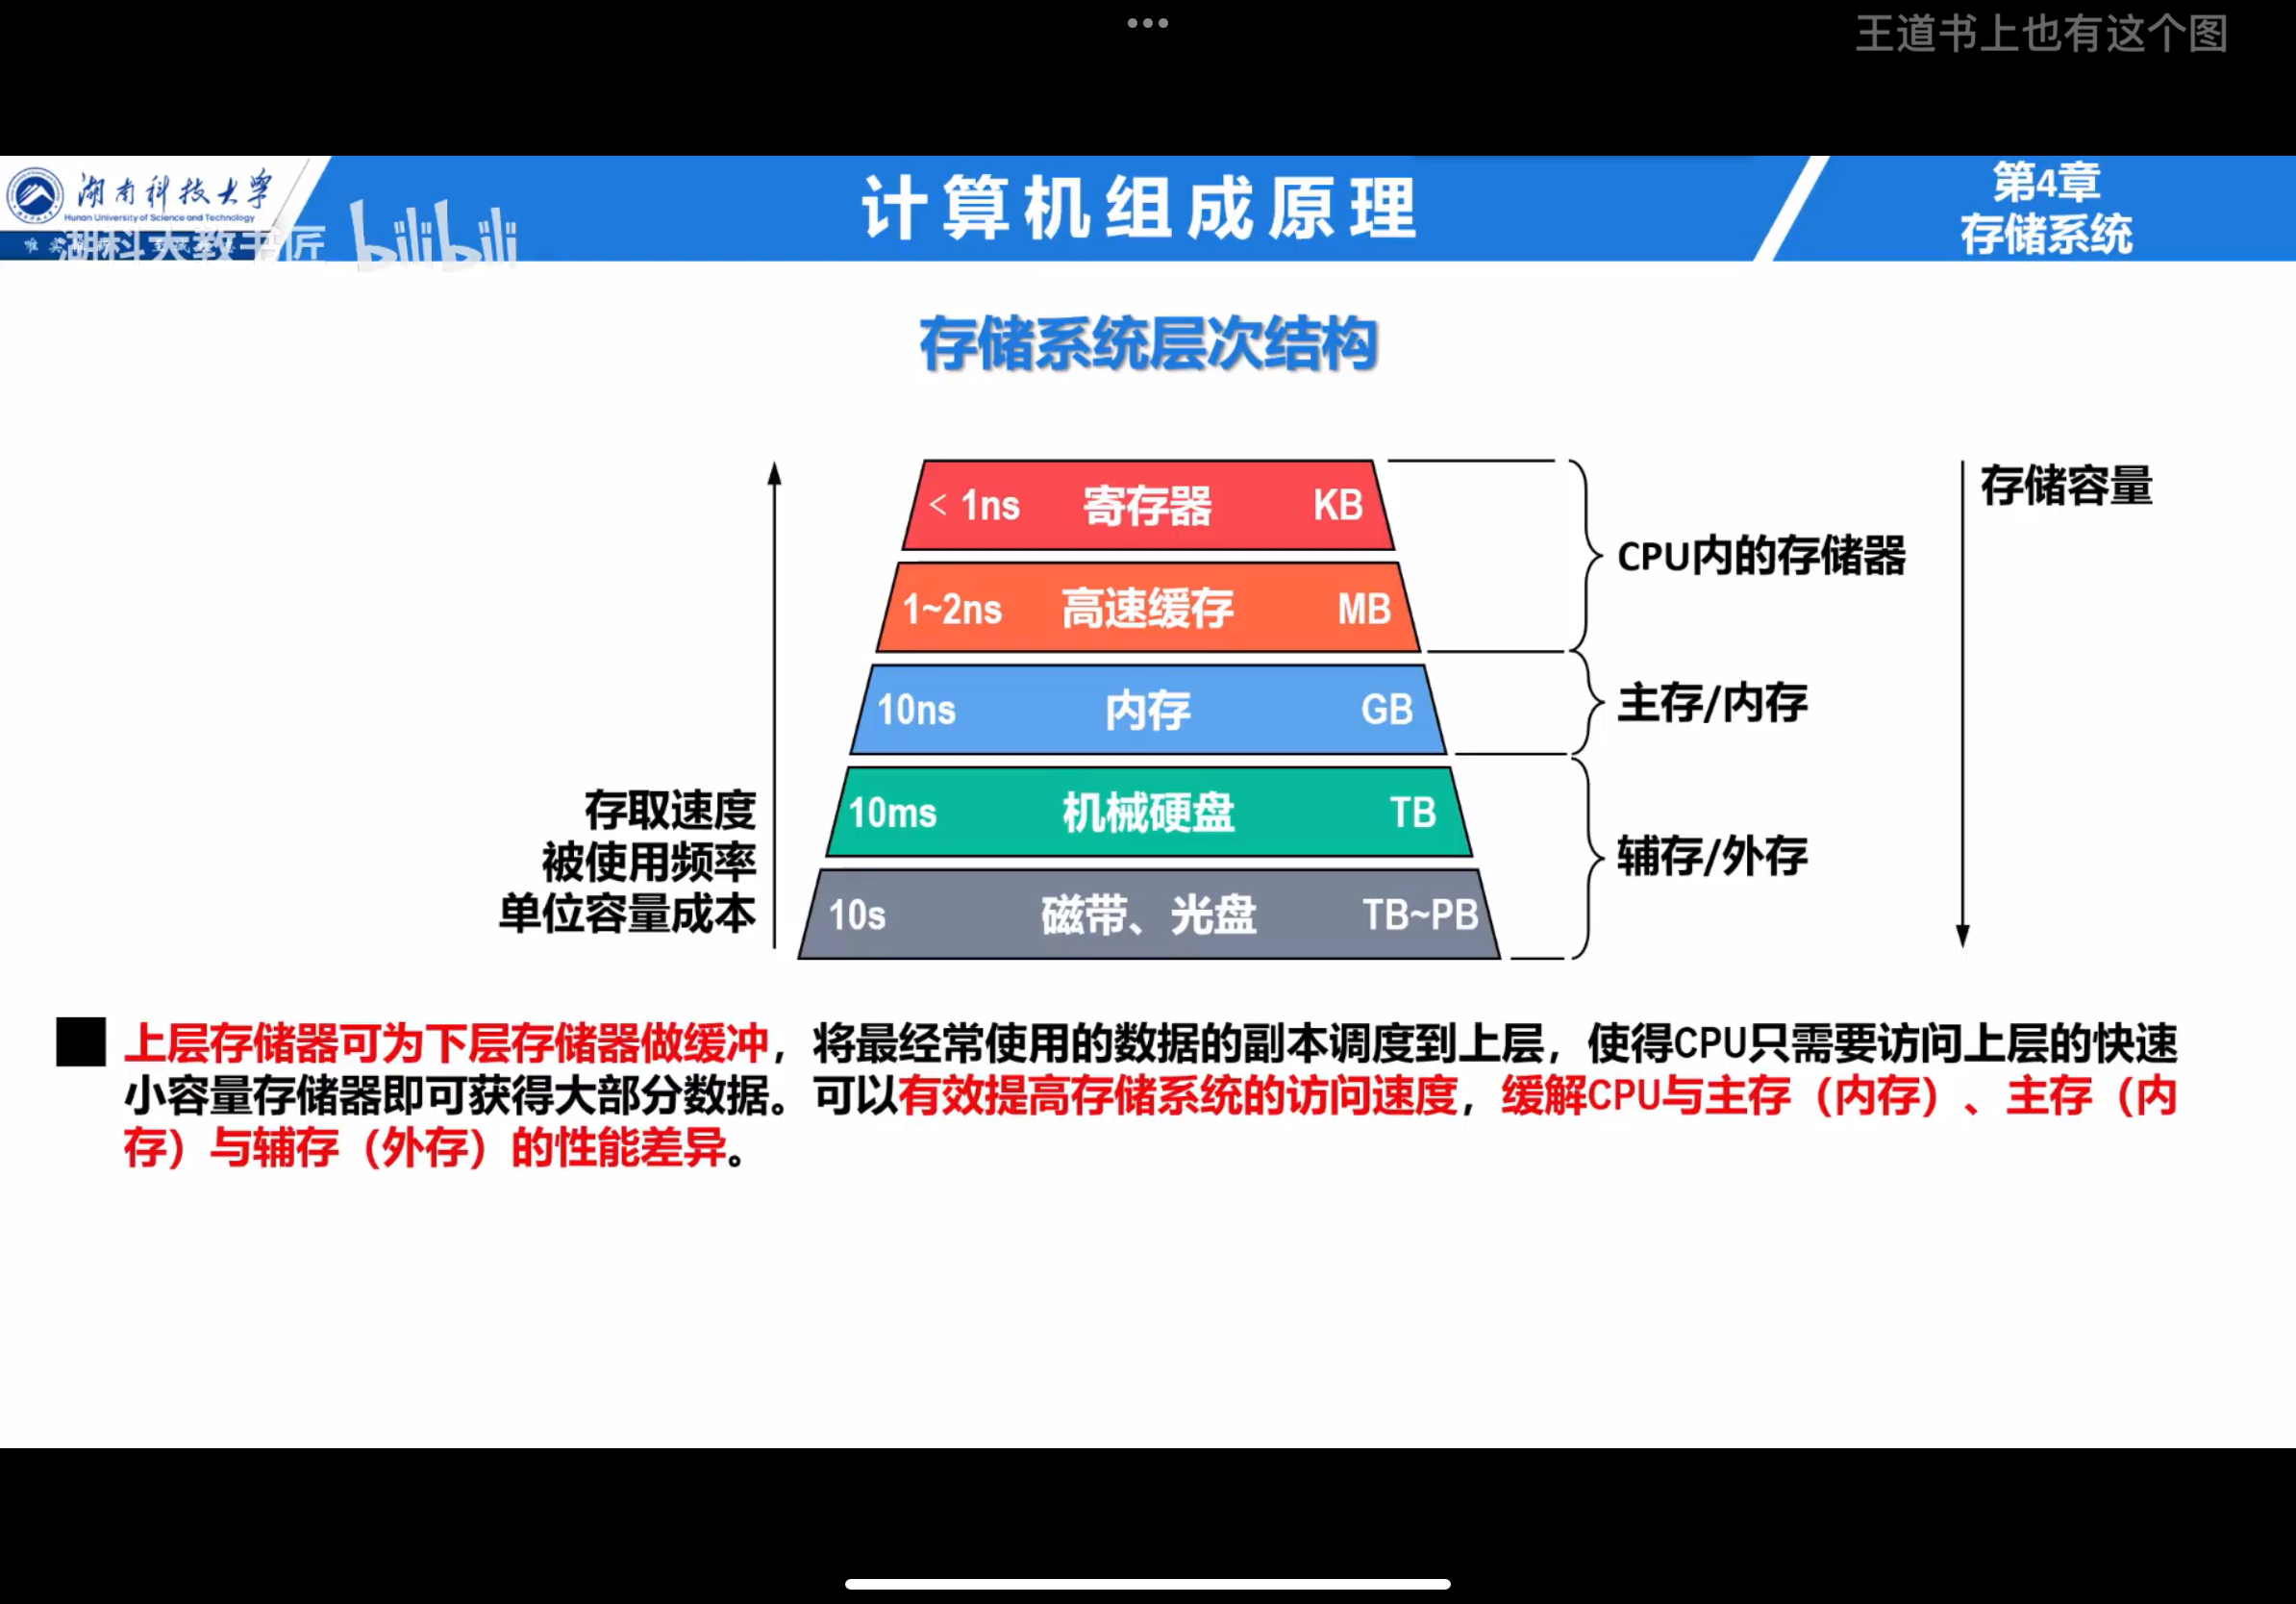 王道书上也有这个图
湖南科技大学
Hunan University of Science and Technology
湖科大教书匠
bilibili
计算机组成原理
第4章
存储系统
存储系统层次结构
< 1ns 寄存器 KB
1~2ns 高速缓存 MB
10ns 内存 GB
10ms 机械硬盘 TB
10s 磁带、光盘 TB~PB
存取速度
被使用频率
单位容量成本
CPU内的存储器
主存/内存
辅存/外存
存储容量
上层存储器可为下层存储器做缓冲，将最经常使用的数据的副本调度到上层，使得CPU只需要访问上层的快速
小容量存储器即可获得大部分数据。可以有效提高存储系统的访问速度，缓解CPU与主存（内存）、主存（内
存）与辅存（外存）的性能差异。